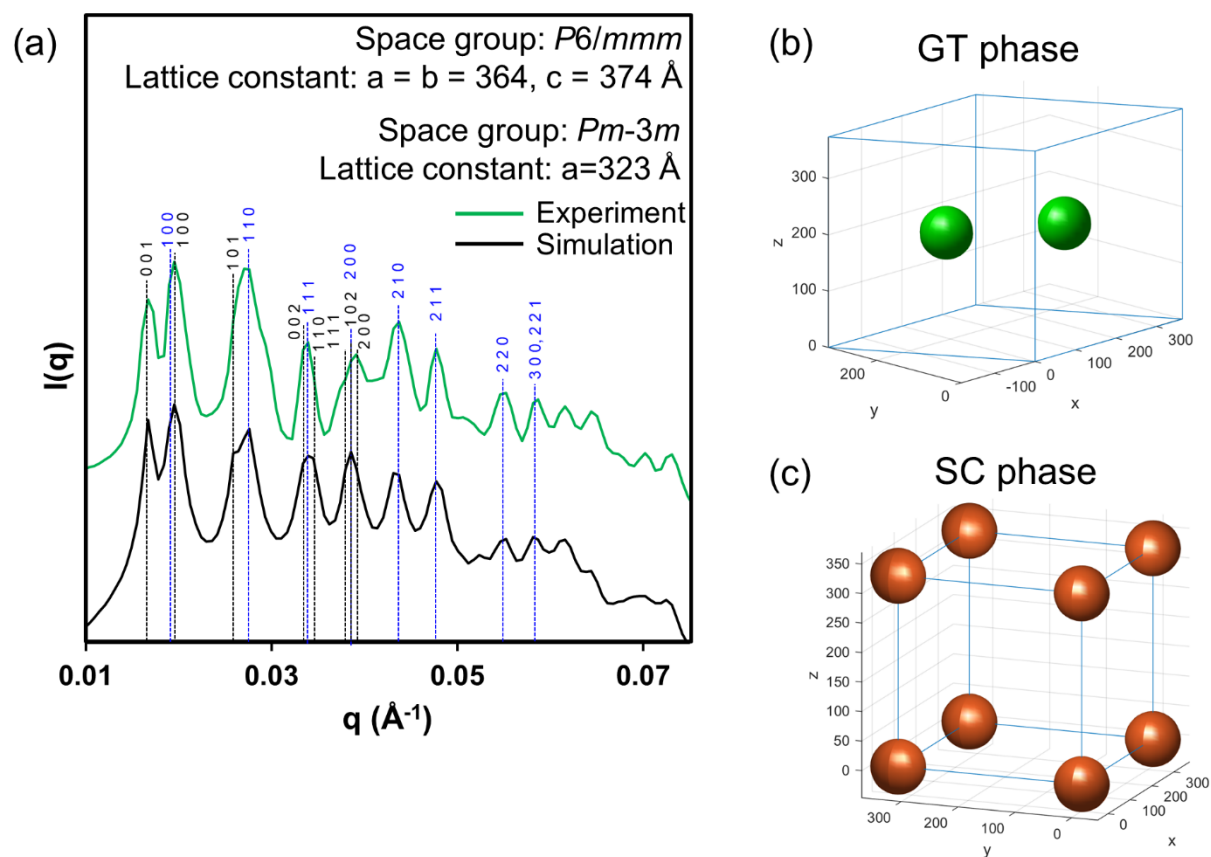 (a)
Space group: P6/mmm
Lattice constant: a = b = 364, c = 374 Å
Space group: Pm-3m
Lattice constant: a=323 Å
Experiment
Simulation
0 0 1
1 0 0
1 0 0
1 0 1
1 1 0
0 0 2
1 1 1
1 1 0
1 1 1
1 0 2
2 0 0
2 0 0
2 1 0
2 1 1
2 2 0
3 0 0, 2 2 1
I(q)
0.01
0.03
0.05
0.07
q (Å-1)
(b)
GT phase
z
300
200
100
0
200
0
y
-100
0
100
200
300
x
(c)
SC phase
z
350
300
250
200
150
100
50
0
300
200
100
0
y
0
100
200
300
x